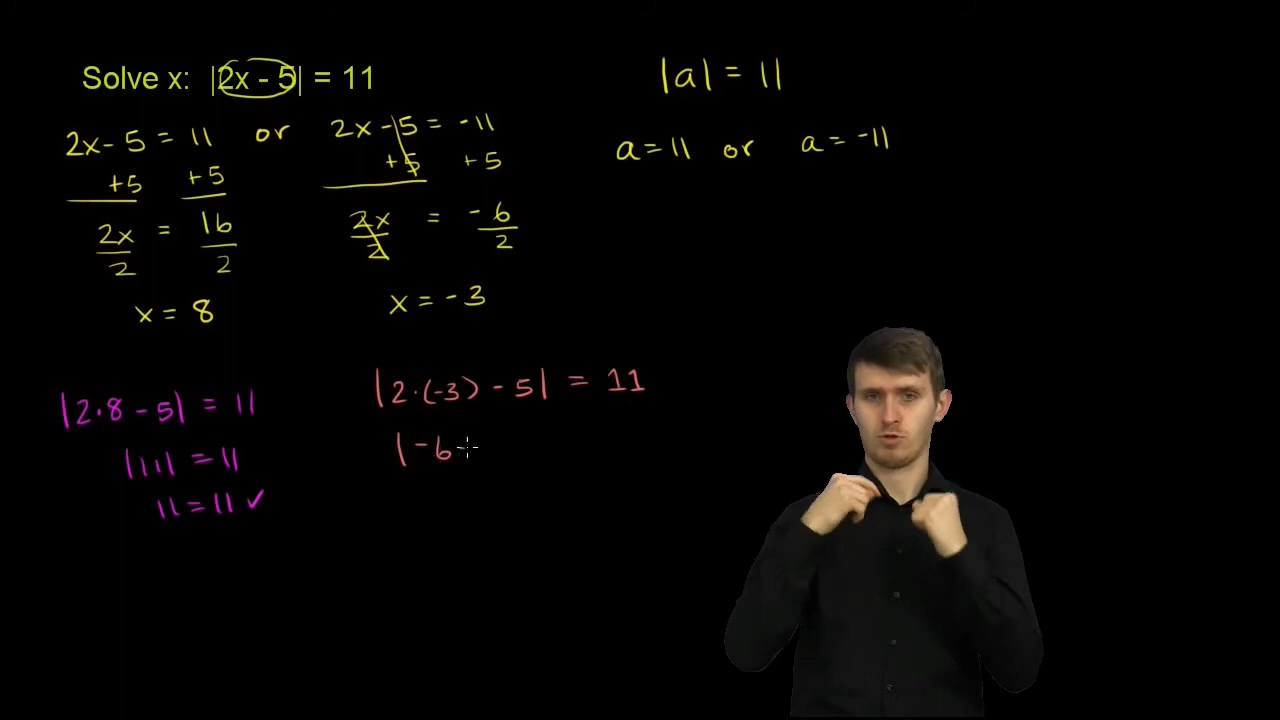 Solve x: |2x - 5| = 11
|a| = 11
2x - 5 = 11 or 2x - 5 = -11
a = 11 or a = -11
+5 +5 +5 +5
2x/2 = 16/2 2x/2 = -6/2
x = 8 x = -3
|2·8 - 5| = 11 |2·(-3) - 5| = 11
|11| = 11 |-6
11 = 11 ✓